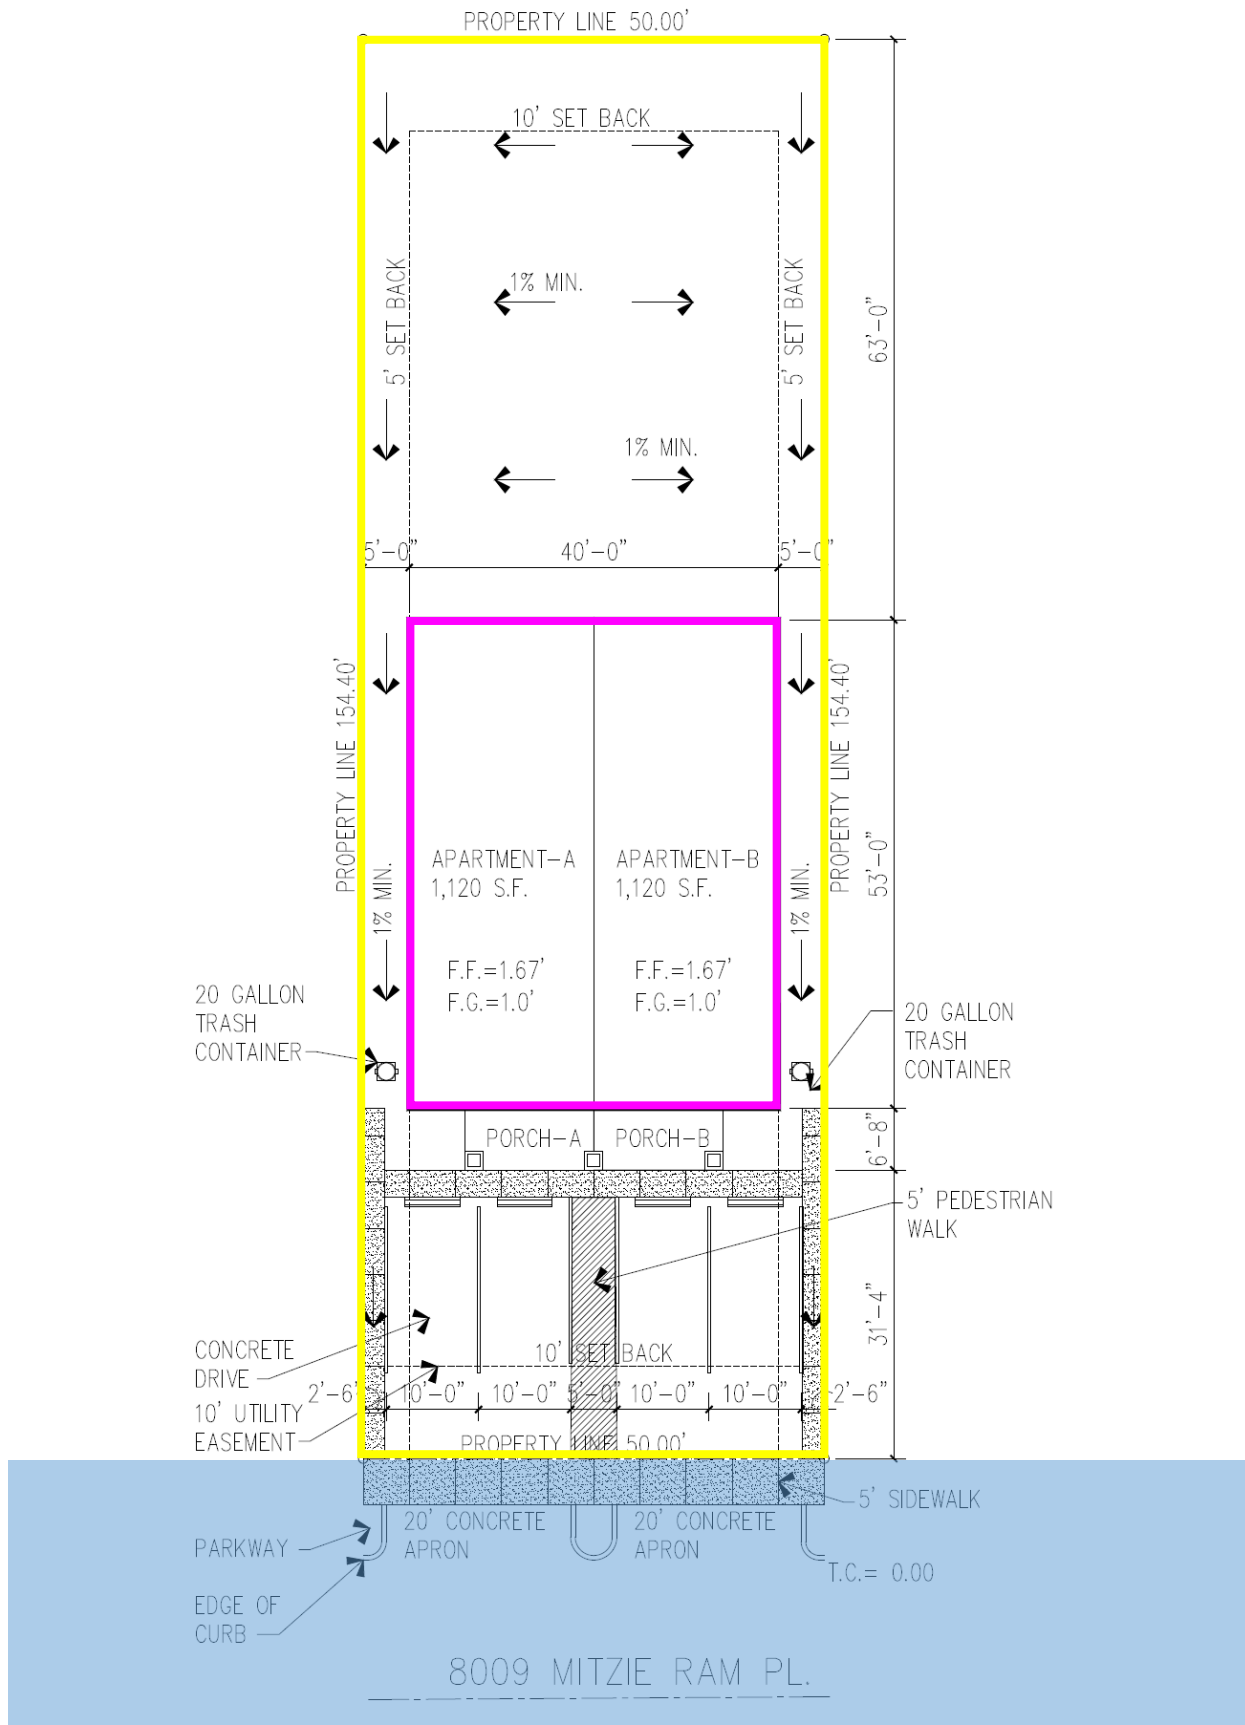 PROPERTY LINE 50.00'
10' SET BACK
5' SET BACK
5' SET BACK
1% MIN.
63'-0"
1% MIN.
5'-0"
40'-0"
5'-0"
PROPERTY LINE 154.40'
PROPERTY LINE 154.40'
53'-0"
APARTMENT-A
1,120 S.F.
APARTMENT-B
1,120 S.F.
1% MIN.
1% MIN.
F.F.=1.67'
F.G.=1.0'
F.F.=1.67'
F.G.=1.0'
20 GALLON
TRASH
CONTAINER
20 GALLON
TRASH
CONTAINER
PORCH-A
PORCH-B
6'-8"
5' PEDESTRIAN
WALK
31'-4"
CONCRETE
DRIVE
10' SET BACK
2'-6"
10'-0"
10'-0"
5'-0"
10'-0"
10'-0"
2'-6"
10' UTILITY
EASEMENT
PROPERTY LINE 50.00'
5' SIDEWALK
20' CONCRETE
APRON
20' CONCRETE
APRON
PARKWAY
T.C.= 0.00
EDGE OF
CURB
8009 MITZIE RAM PL.